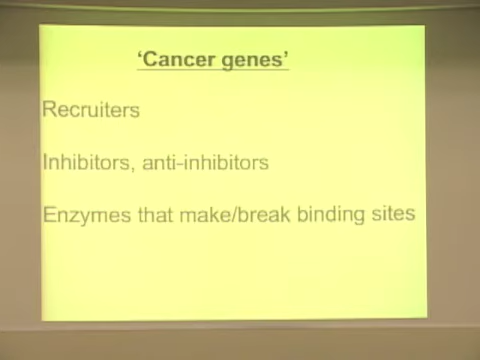 ‘Cancer genes’
Recruiters
Inhibitors, anti-inhibitors
Enzymes that make/break binding sites